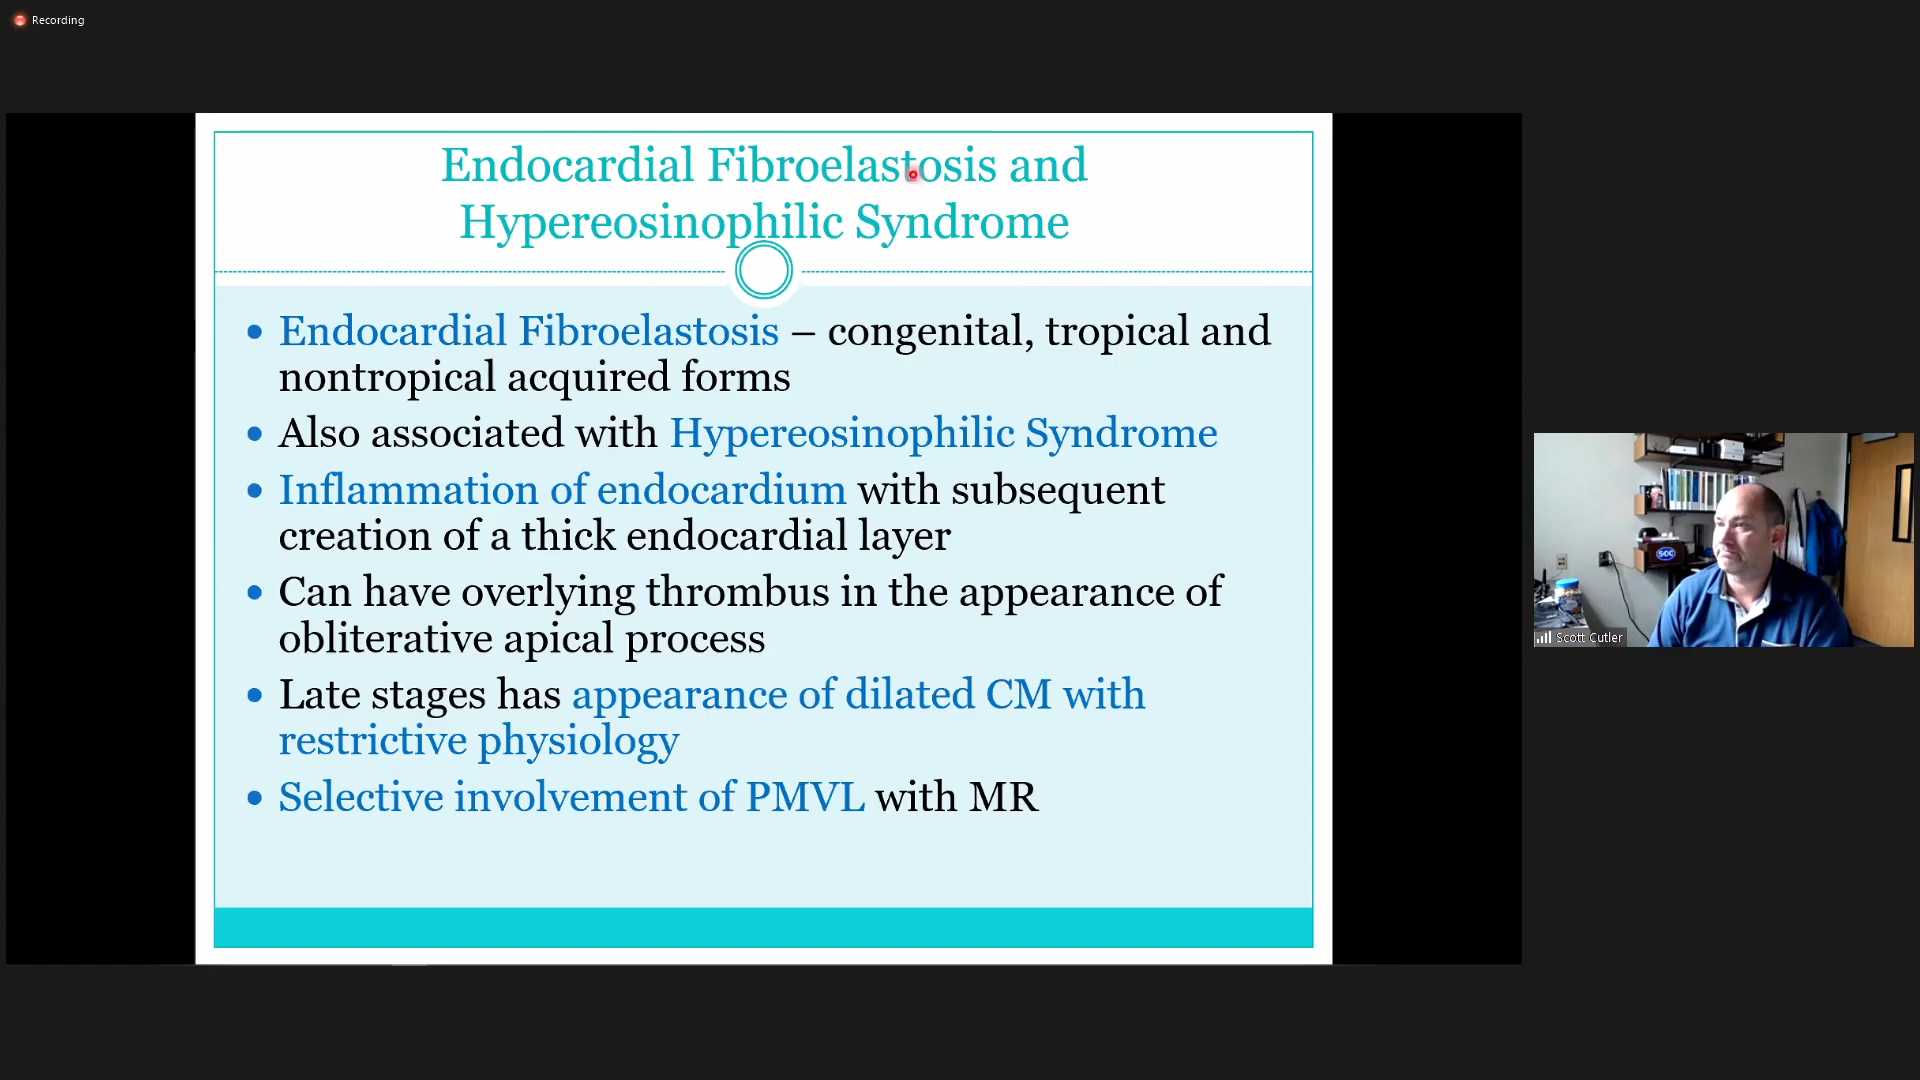 Recording
Endocardial Fibroelastosis and
Hypereosinophilic Syndrome
• Endocardial Fibroelastosis – congenital, tropical and
nontropical acquired forms
• Also associated with Hypereosinophilic Syndrome
• Inflammation of endocardium with subsequent
creation of a thick endocardial layer
• Can have overlying thrombus in the appearance of
obliterative apical process
• Late stages has appearance of dilated CM with
restrictive physiology
• Selective involvement of PMVL with MR
SCC
Scott Cutler